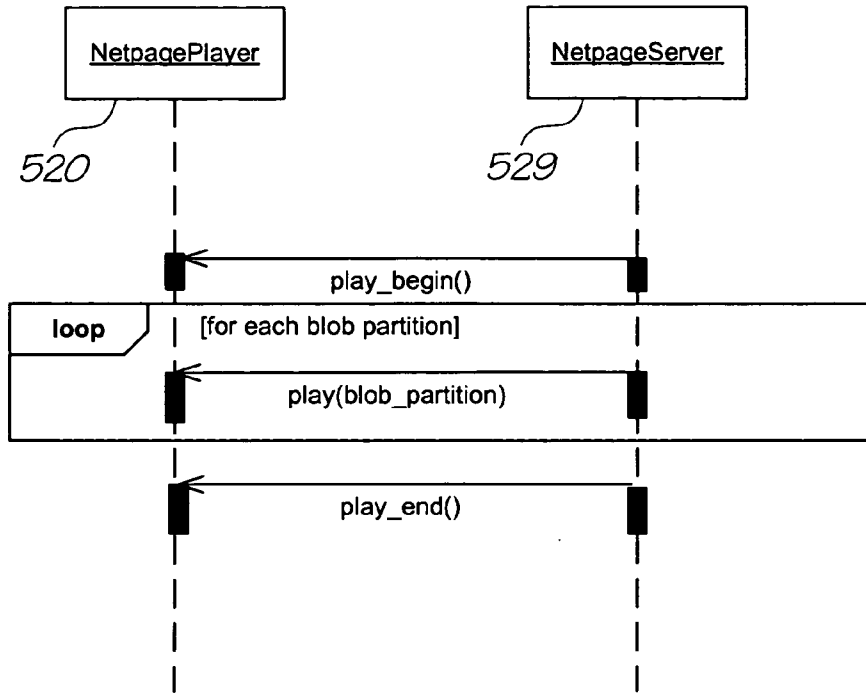 NetpagePlayer
NetpageServer
520
529
play_begin()
loop
[for each blob partition]
play(blob_partition)
play_end()